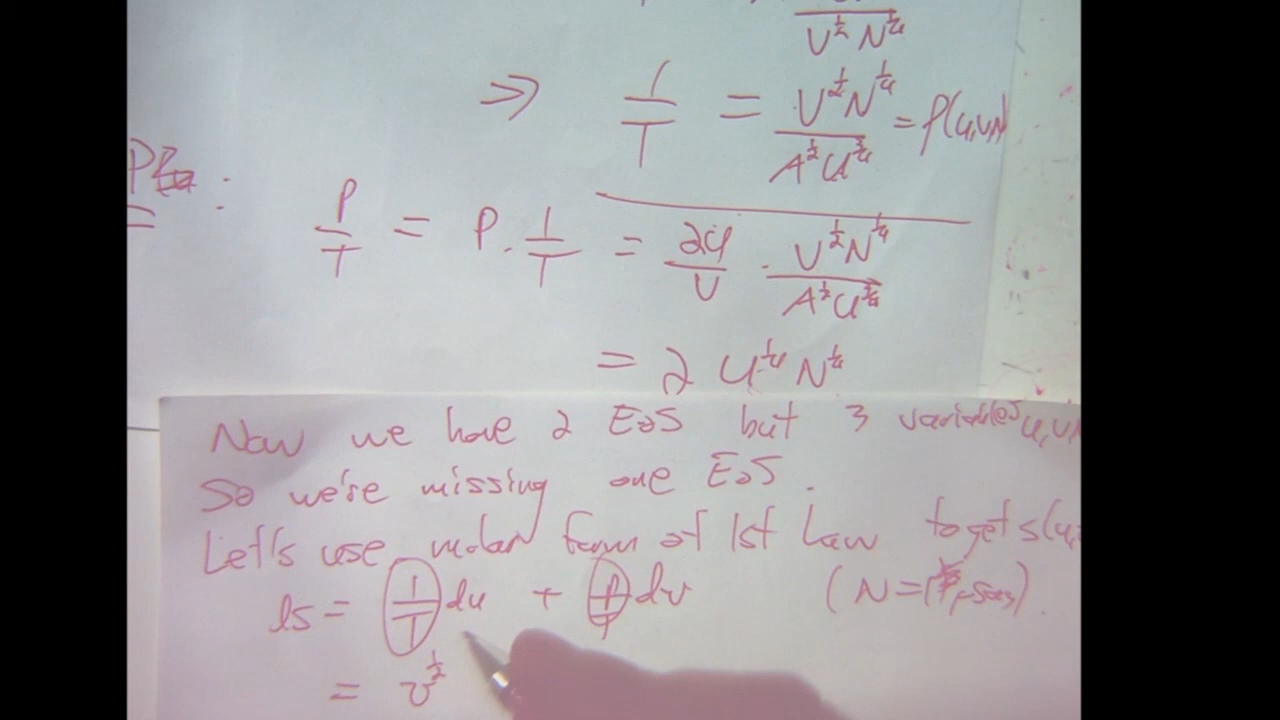 V^½ N^¼
⇒ 1/T = V^½ N^¼ / A^½ U^¾ = f(U,V,N)
P/T = P · 1/T = 2U/V · V^½ N^¼ / A^½ U^¾
= 2 U^¼ N^¼
Now we have 2 EoS but 3 variables U,V,N
So we're missing one EoS.
Let's use molar form of 1st Law to get s(u,
ds = (1/T) du + (P/T) dv (N=1
= v^½